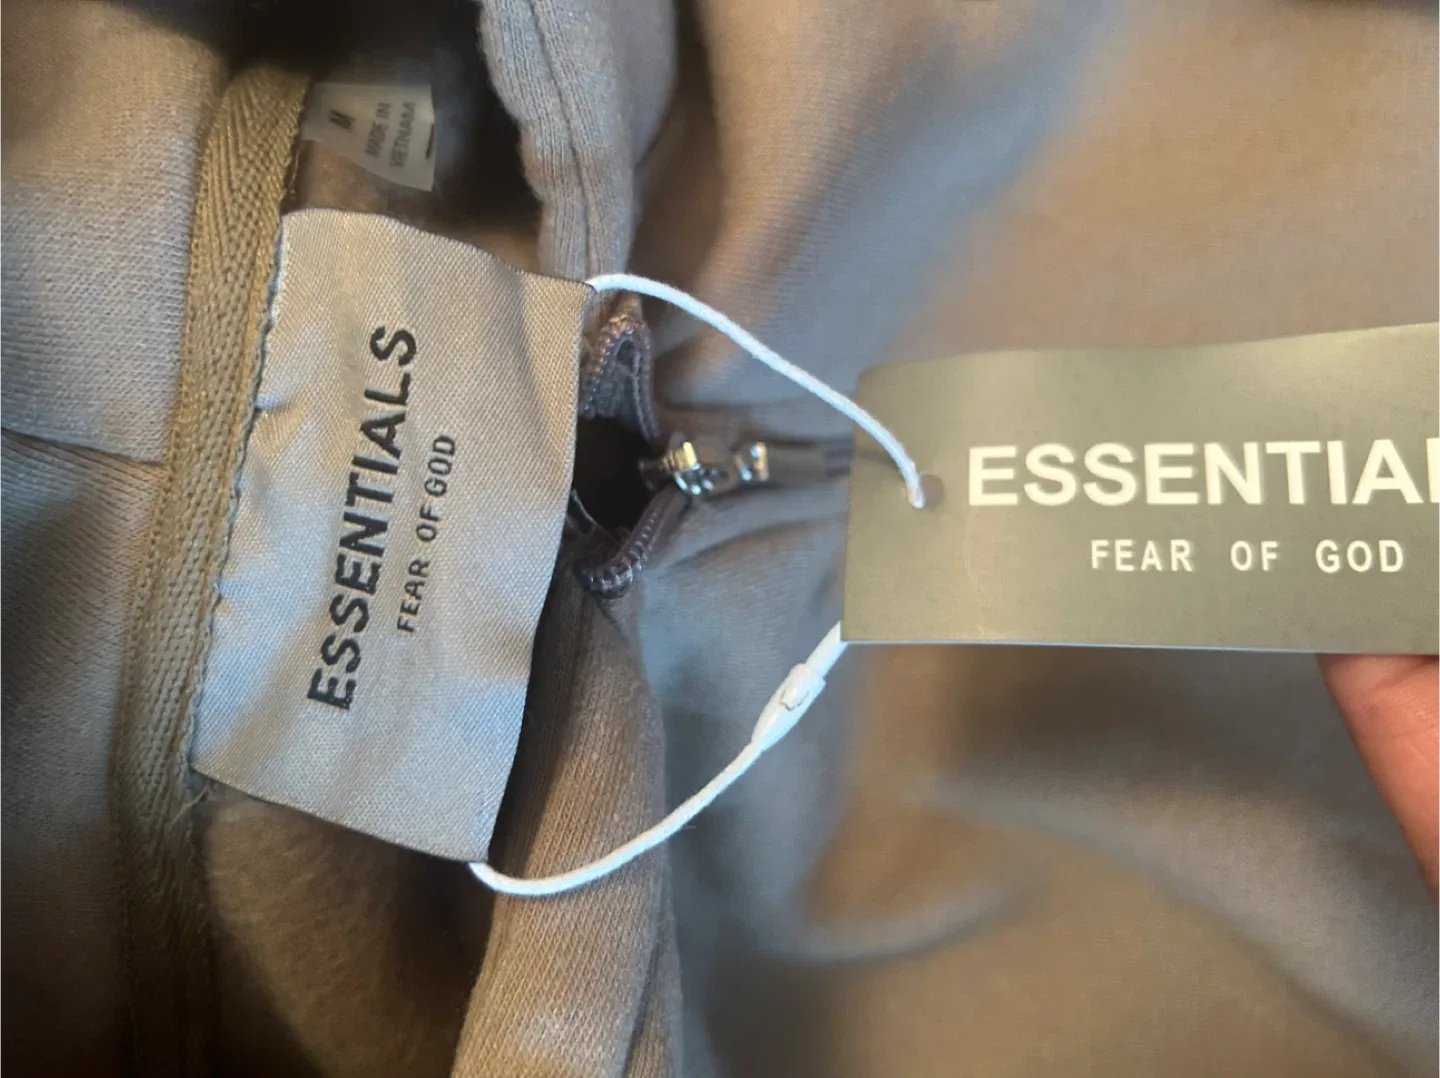 M
MADE IN
VIETNAM
ESSENTIALS
FEAR OF GOD
ESSENTIAL
FEAR OF GOD